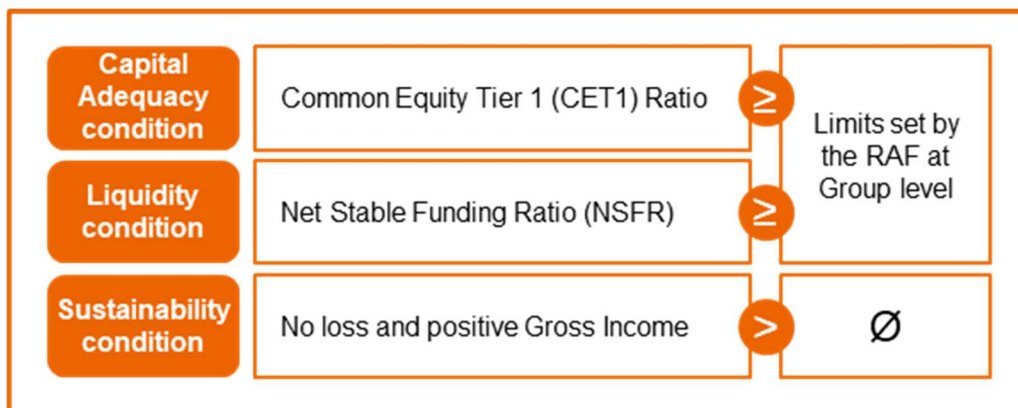 Capital
Adequacy
condition
Common Equity Tier 1 (CET1) Ratio
≥
Limits set by
the RAF at
Group level
Liquidity
condition
Net Stable Funding Ratio (NSFR)
≥
Sustainability
condition
No loss and positive Gross Income
>
Ø